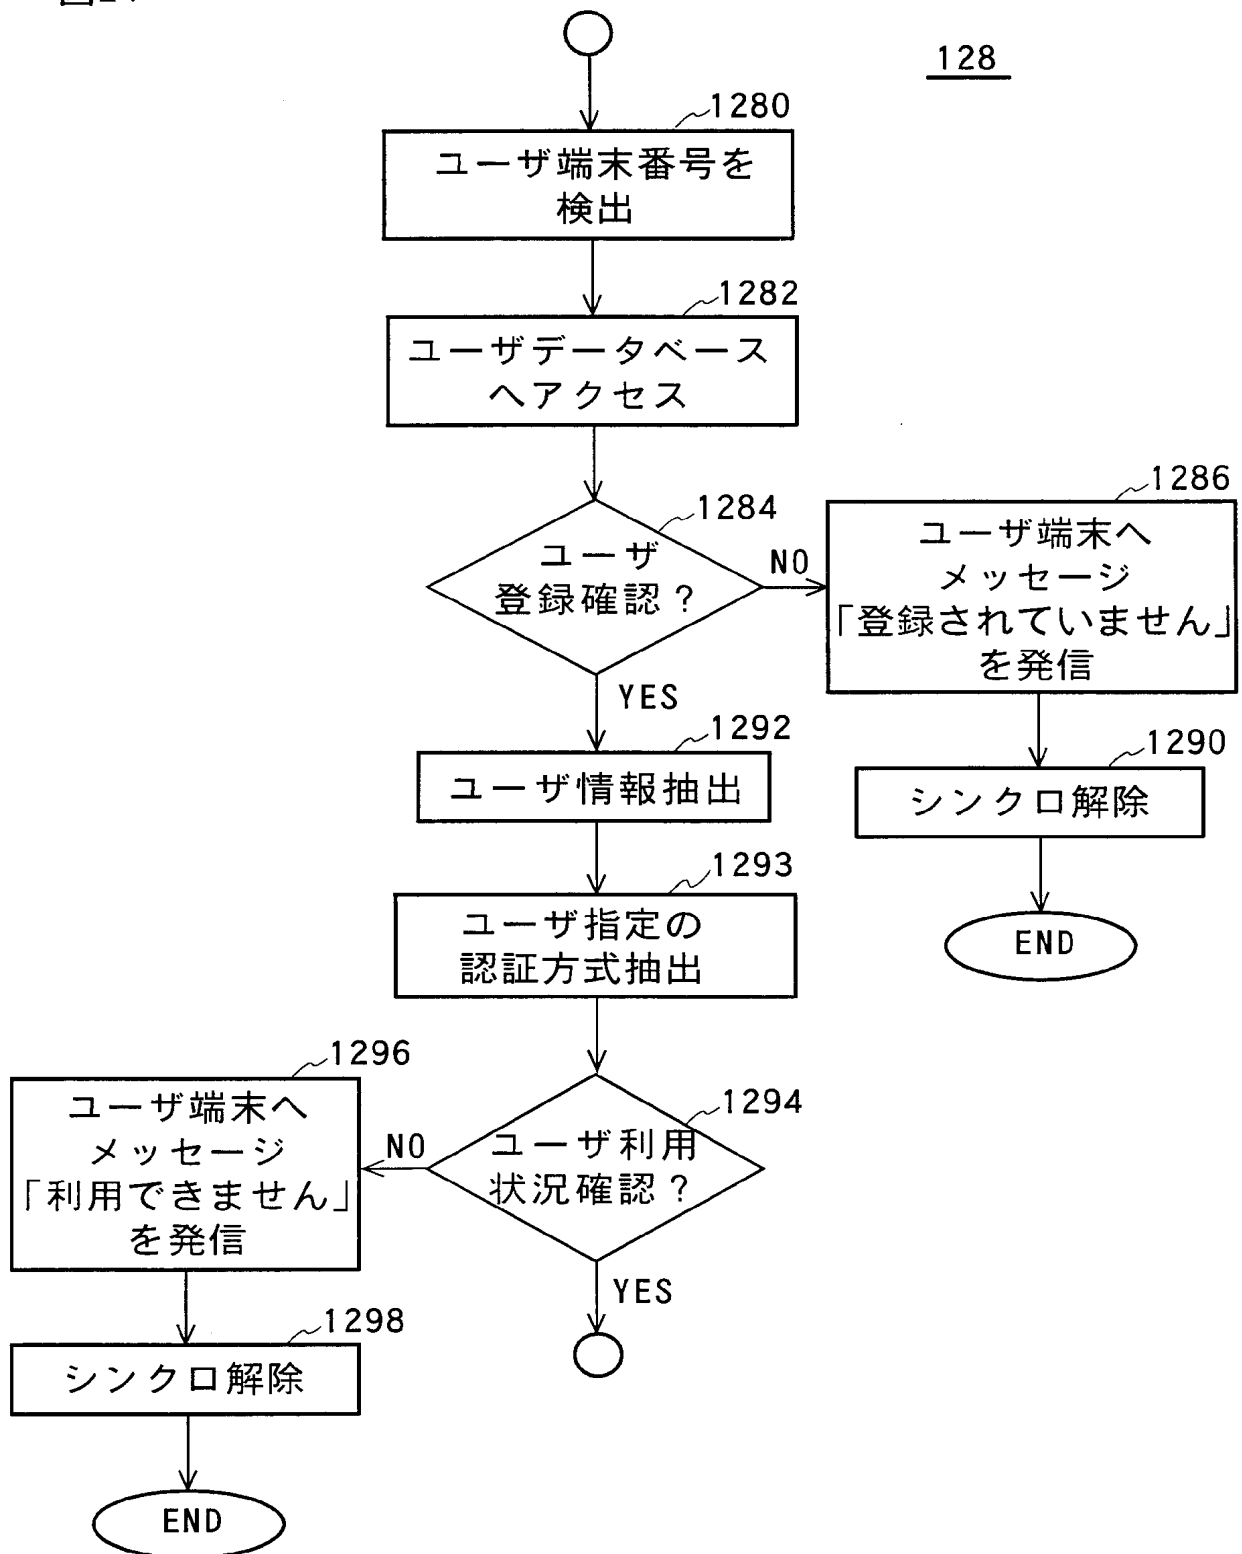 128
1280
ユーザ端末番号を
検出
1282
ユーザデータベース
へアクセス
1284
ユーザ
登録確認？
NO
YES
1286
ユーザ端末へ
メッセージ
「登録されていません」
を発信
1290
シンクロ解除
END
1292
ユーザ情報抽出
1293
ユーザ指定の
認証方式抽出
1294
ユーザ利用
状況確認？
NO
YES
1296
ユーザ端末へ
メッセージ
「利用できません」
を発信
1298
シンクロ解除
END